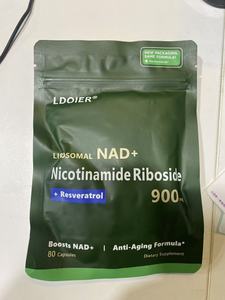 NEW PACKAGING,
SAME FORMULA!
LDOIER®
LIOSOMAL NAD+
Nicotinamide Riboside
900
+ Resveratrol
Boosts NAD+ | Anti-Aging Formula*
80 Capsules
Dietary Supplement